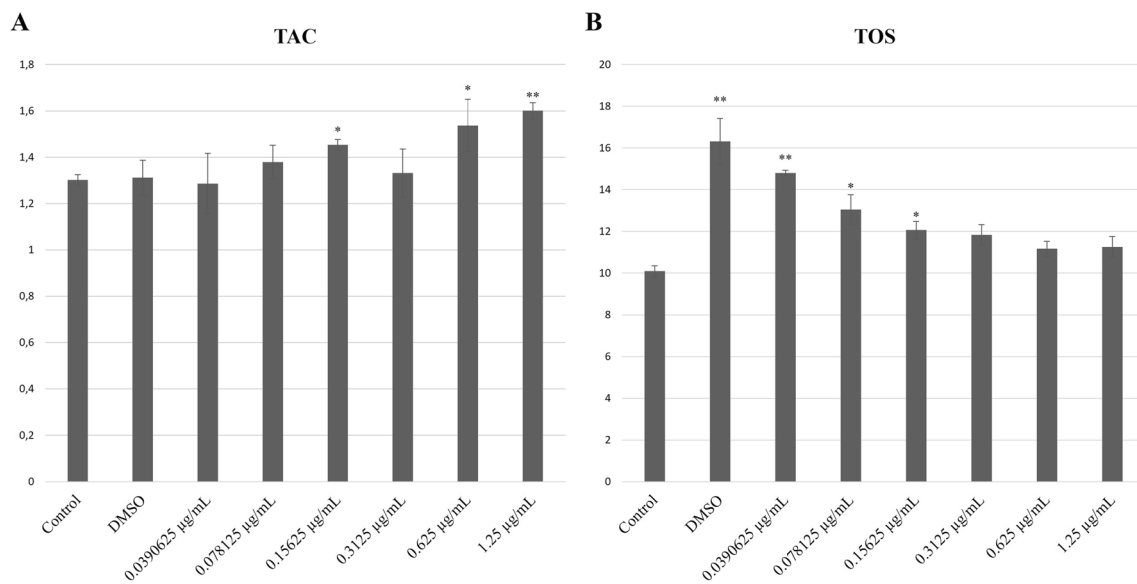 A
TAC
1,8
1,6
1,4
1,2
1
0,8
0,6
0,4
0,2
0
*
*
**
Control
DMSO
0.0390625 µg/mL
0.078125 µg/mL
0.15625 µg/mL
0.3125 µg/mL
0.625 µg/mL
1.25 µg/mL
B
TOS
20
18
16
14
12
10
8
6
4
2
0
**
**
*
*
Control
DMSO
0.0390625 µg/mL
0.078125 µg/mL
0.15625 µg/mL
0.3125 µg/mL
0.625 µg/mL
1.25 µg/mL